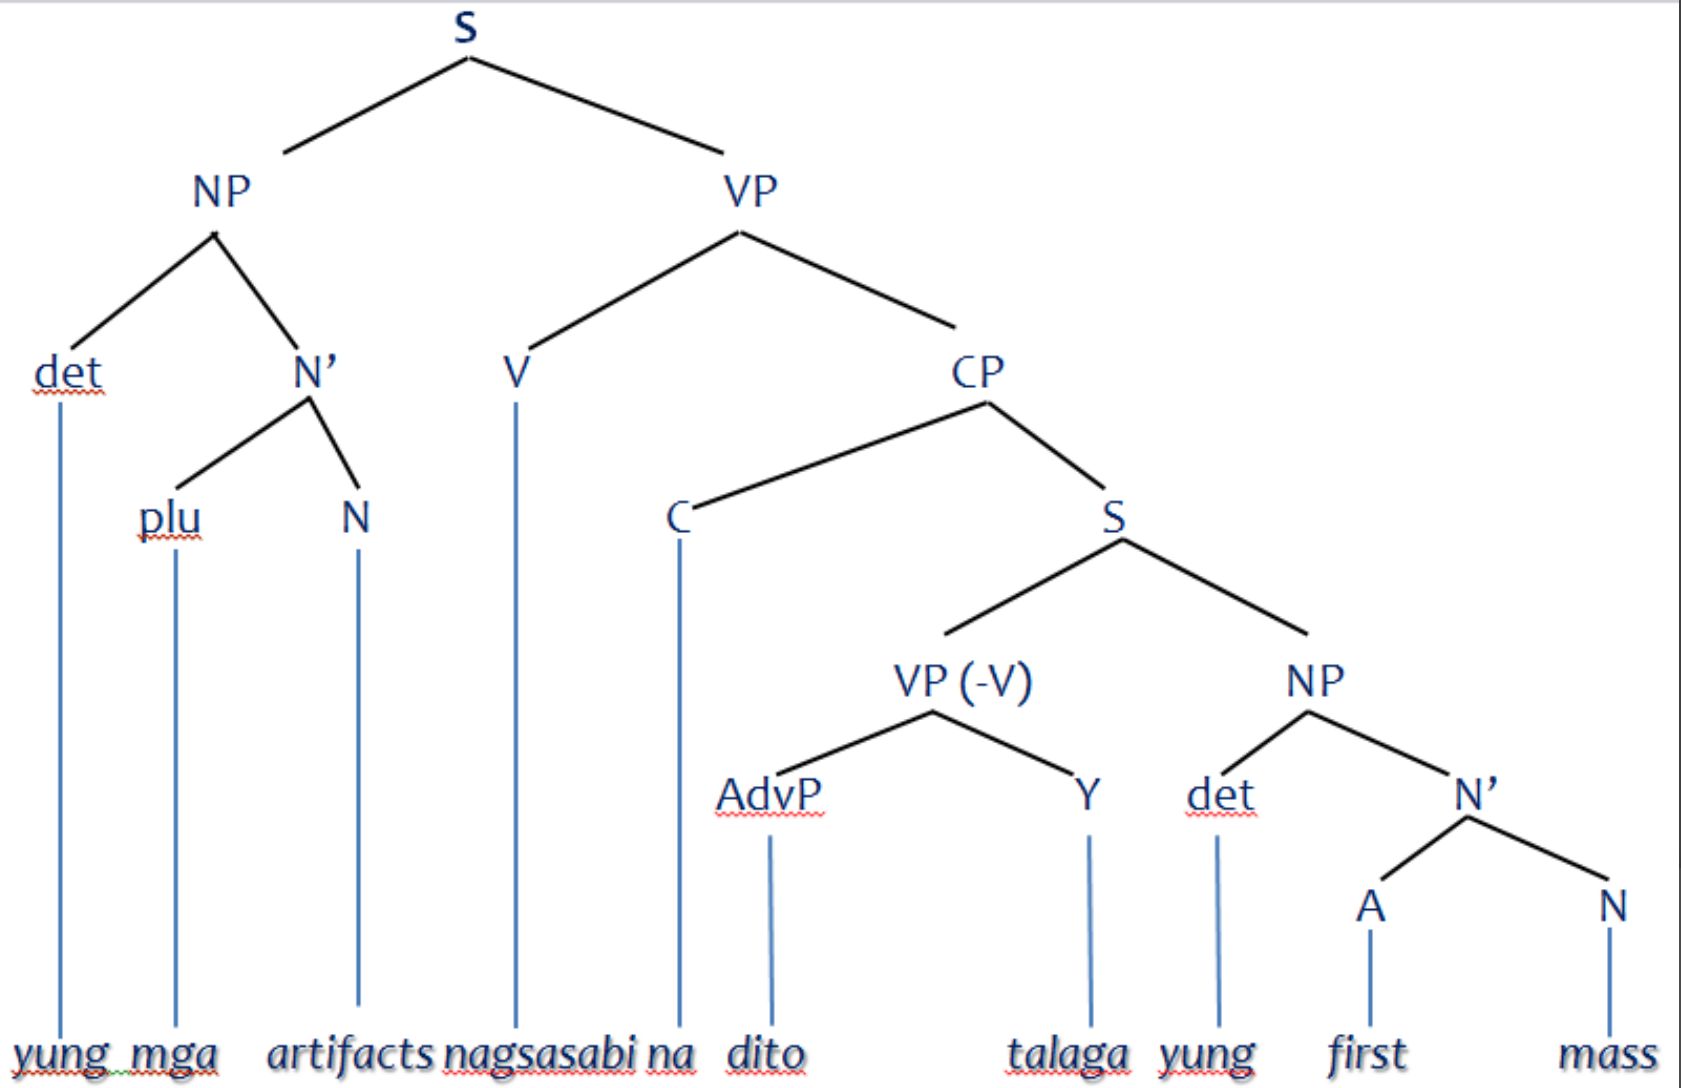 S
NP VP
det N’ V CP
plu N C S
VP (-V) NP
AdvP Y det N’
A N
yung mga artifacts nagsasabi na dito talaga yung first mass